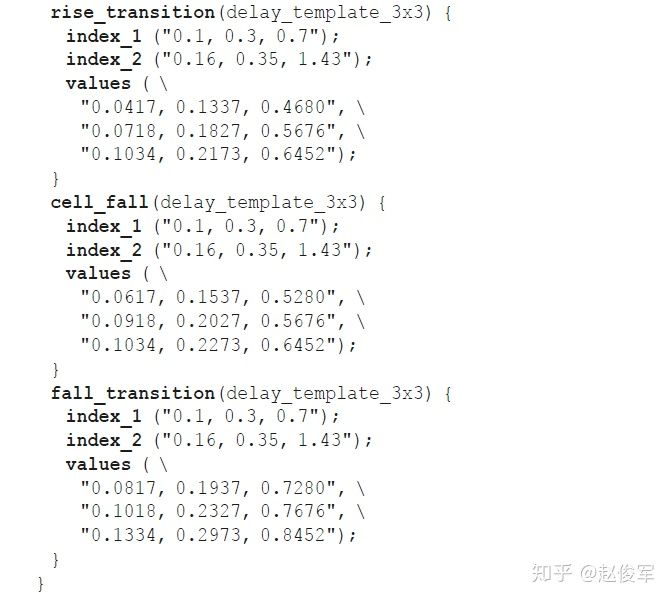 rise_transition(delay_template_3x3) {
index_1 ("0.1, 0.3, 0.7");
index_2 ("0.16, 0.35, 1.43");
values ( \
"0.0417, 0.1337, 0.4680", \
"0.0718, 0.1827, 0.5676", \
"0.1034, 0.2173, 0.6452");
}
cell_fall(delay_template_3x3) {
index_1 ("0.1, 0.3, 0.7");
index_2 ("0.16, 0.35, 1.43");
values ( \
"0.0617, 0.1537, 0.5280", \
"0.0918, 0.2027, 0.5676", \
"0.1034, 0.2273, 0.6452");
}
fall_transition(delay_template_3x3) {
index_1 ("0.1, 0.3, 0.7");
index_2 ("0.16, 0.35, 1.43");
values ( \
"0.0817, 0.1937, 0.7280", \
"0.1018, 0.2327, 0.7676", \
"0.1334, 0.2973, 0.8452");
}
}
知乎 @赵俊军